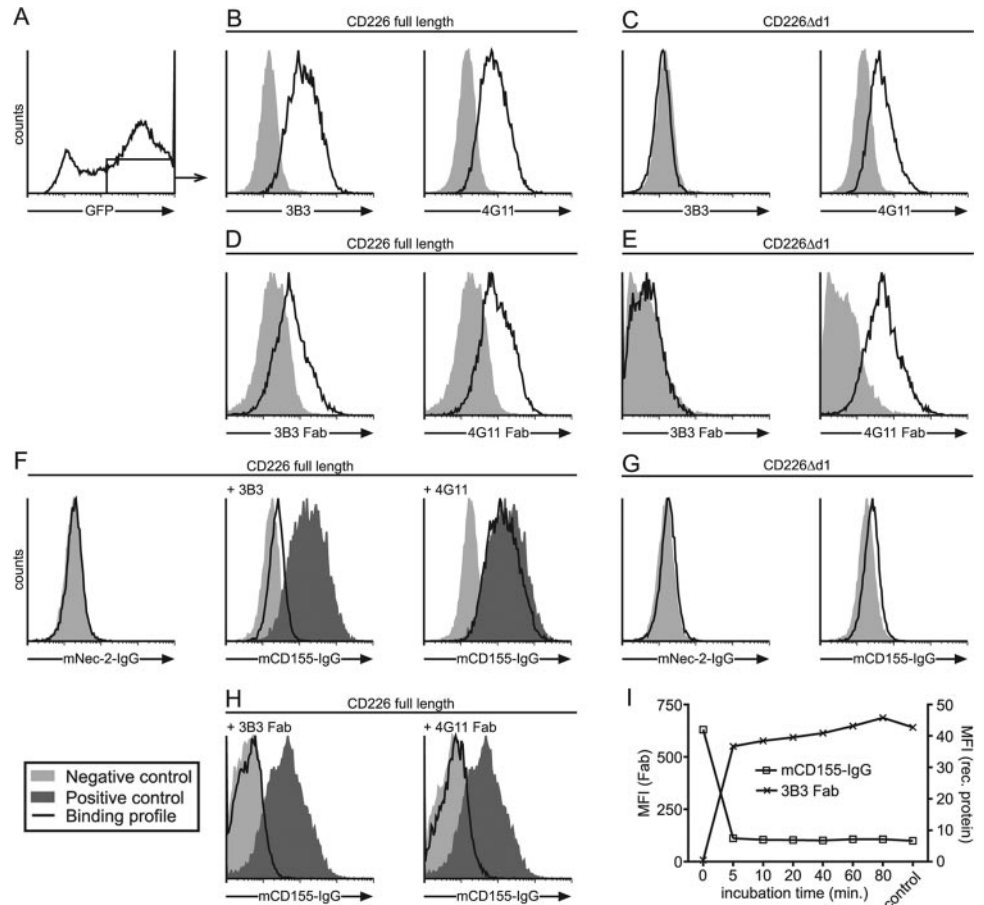 A
counts
GFP
B
CD226 full length
3B3
4G11
C
CD226Δd1
3B3
4G11
D
CD226 full length
3B3 Fab
4G11 Fab
E
CD226Δd1
3B3 Fab
4G11 Fab
F
CD226 full length
counts
mNec-2-IgG
+ 3B3
mCD155-IgG
+ 4G11
mCD155-IgG
G
CD226Δd1
mNec-2-IgG
mCD155-IgG
Negative control
Positive control
Binding profile
H
CD226 full length
+ 3B3 Fab
mCD155-IgG
+ 4G11 Fab
mCD155-IgG
I
MFI (Fab)
750
500
250
0
mCD155-IgG
3B3 Fab
50
40
30
20
10
0
MFI (rec. protein)
0 5 10 20 40 60 80 control
incubation time (min.)